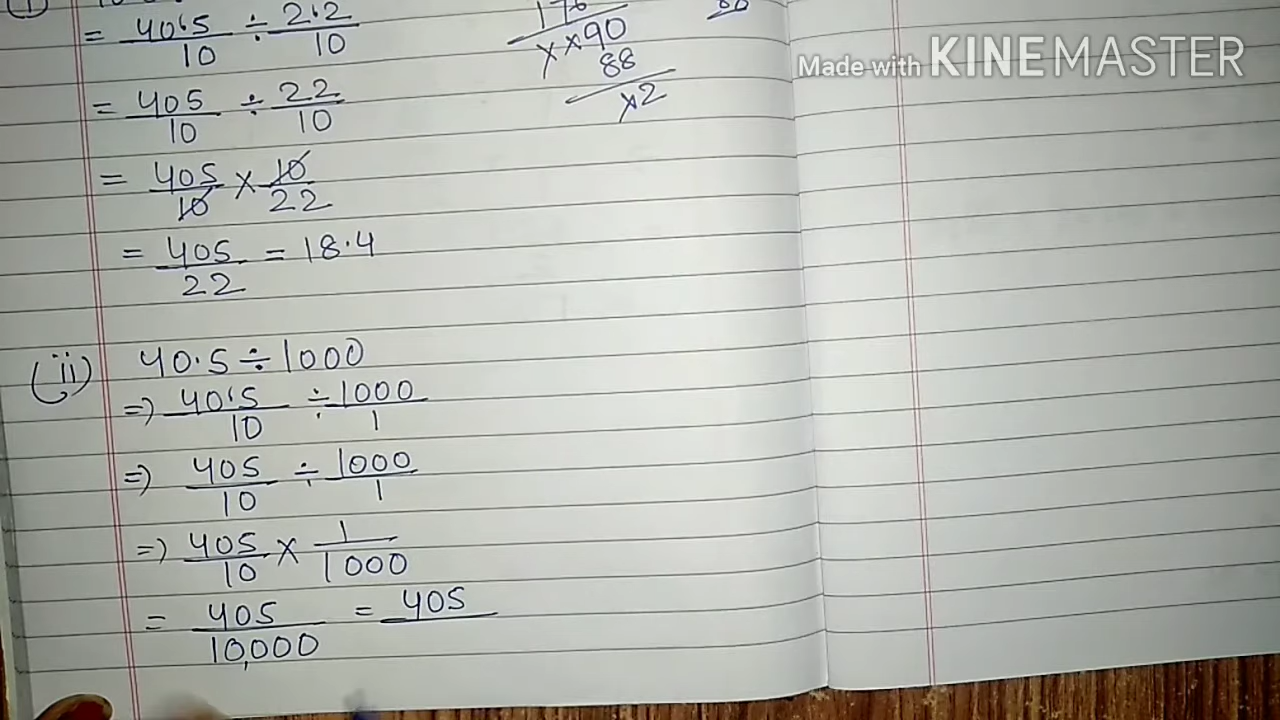 (i)
= 40.5/10 ÷ 2.2/10
= 405/10 ÷ 22/10
= 405/10 × 10/22
= 405/22 = 18.4
(ii) 40.5 ÷ 1000
=) 40.5/10 ÷ 1000/1
=) 405/10 ÷ 1000/1
=) 405/10 × 1/1000
= 405/10,000 = 405
176
××90
88
×2
Made with KINEMASTER